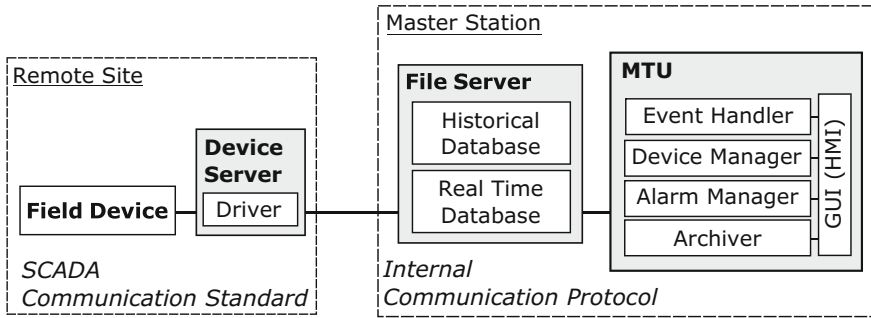 Remote Site
Field Device
Device
Server
Driver
SCADA
Communication Standard
Master Station
File Server
Historical
Database
Real Time
Database
MTU
Event Handler
Device Manager
Alarm Manager
Archiver
GUI (HMI)
Internal
Communication Protocol